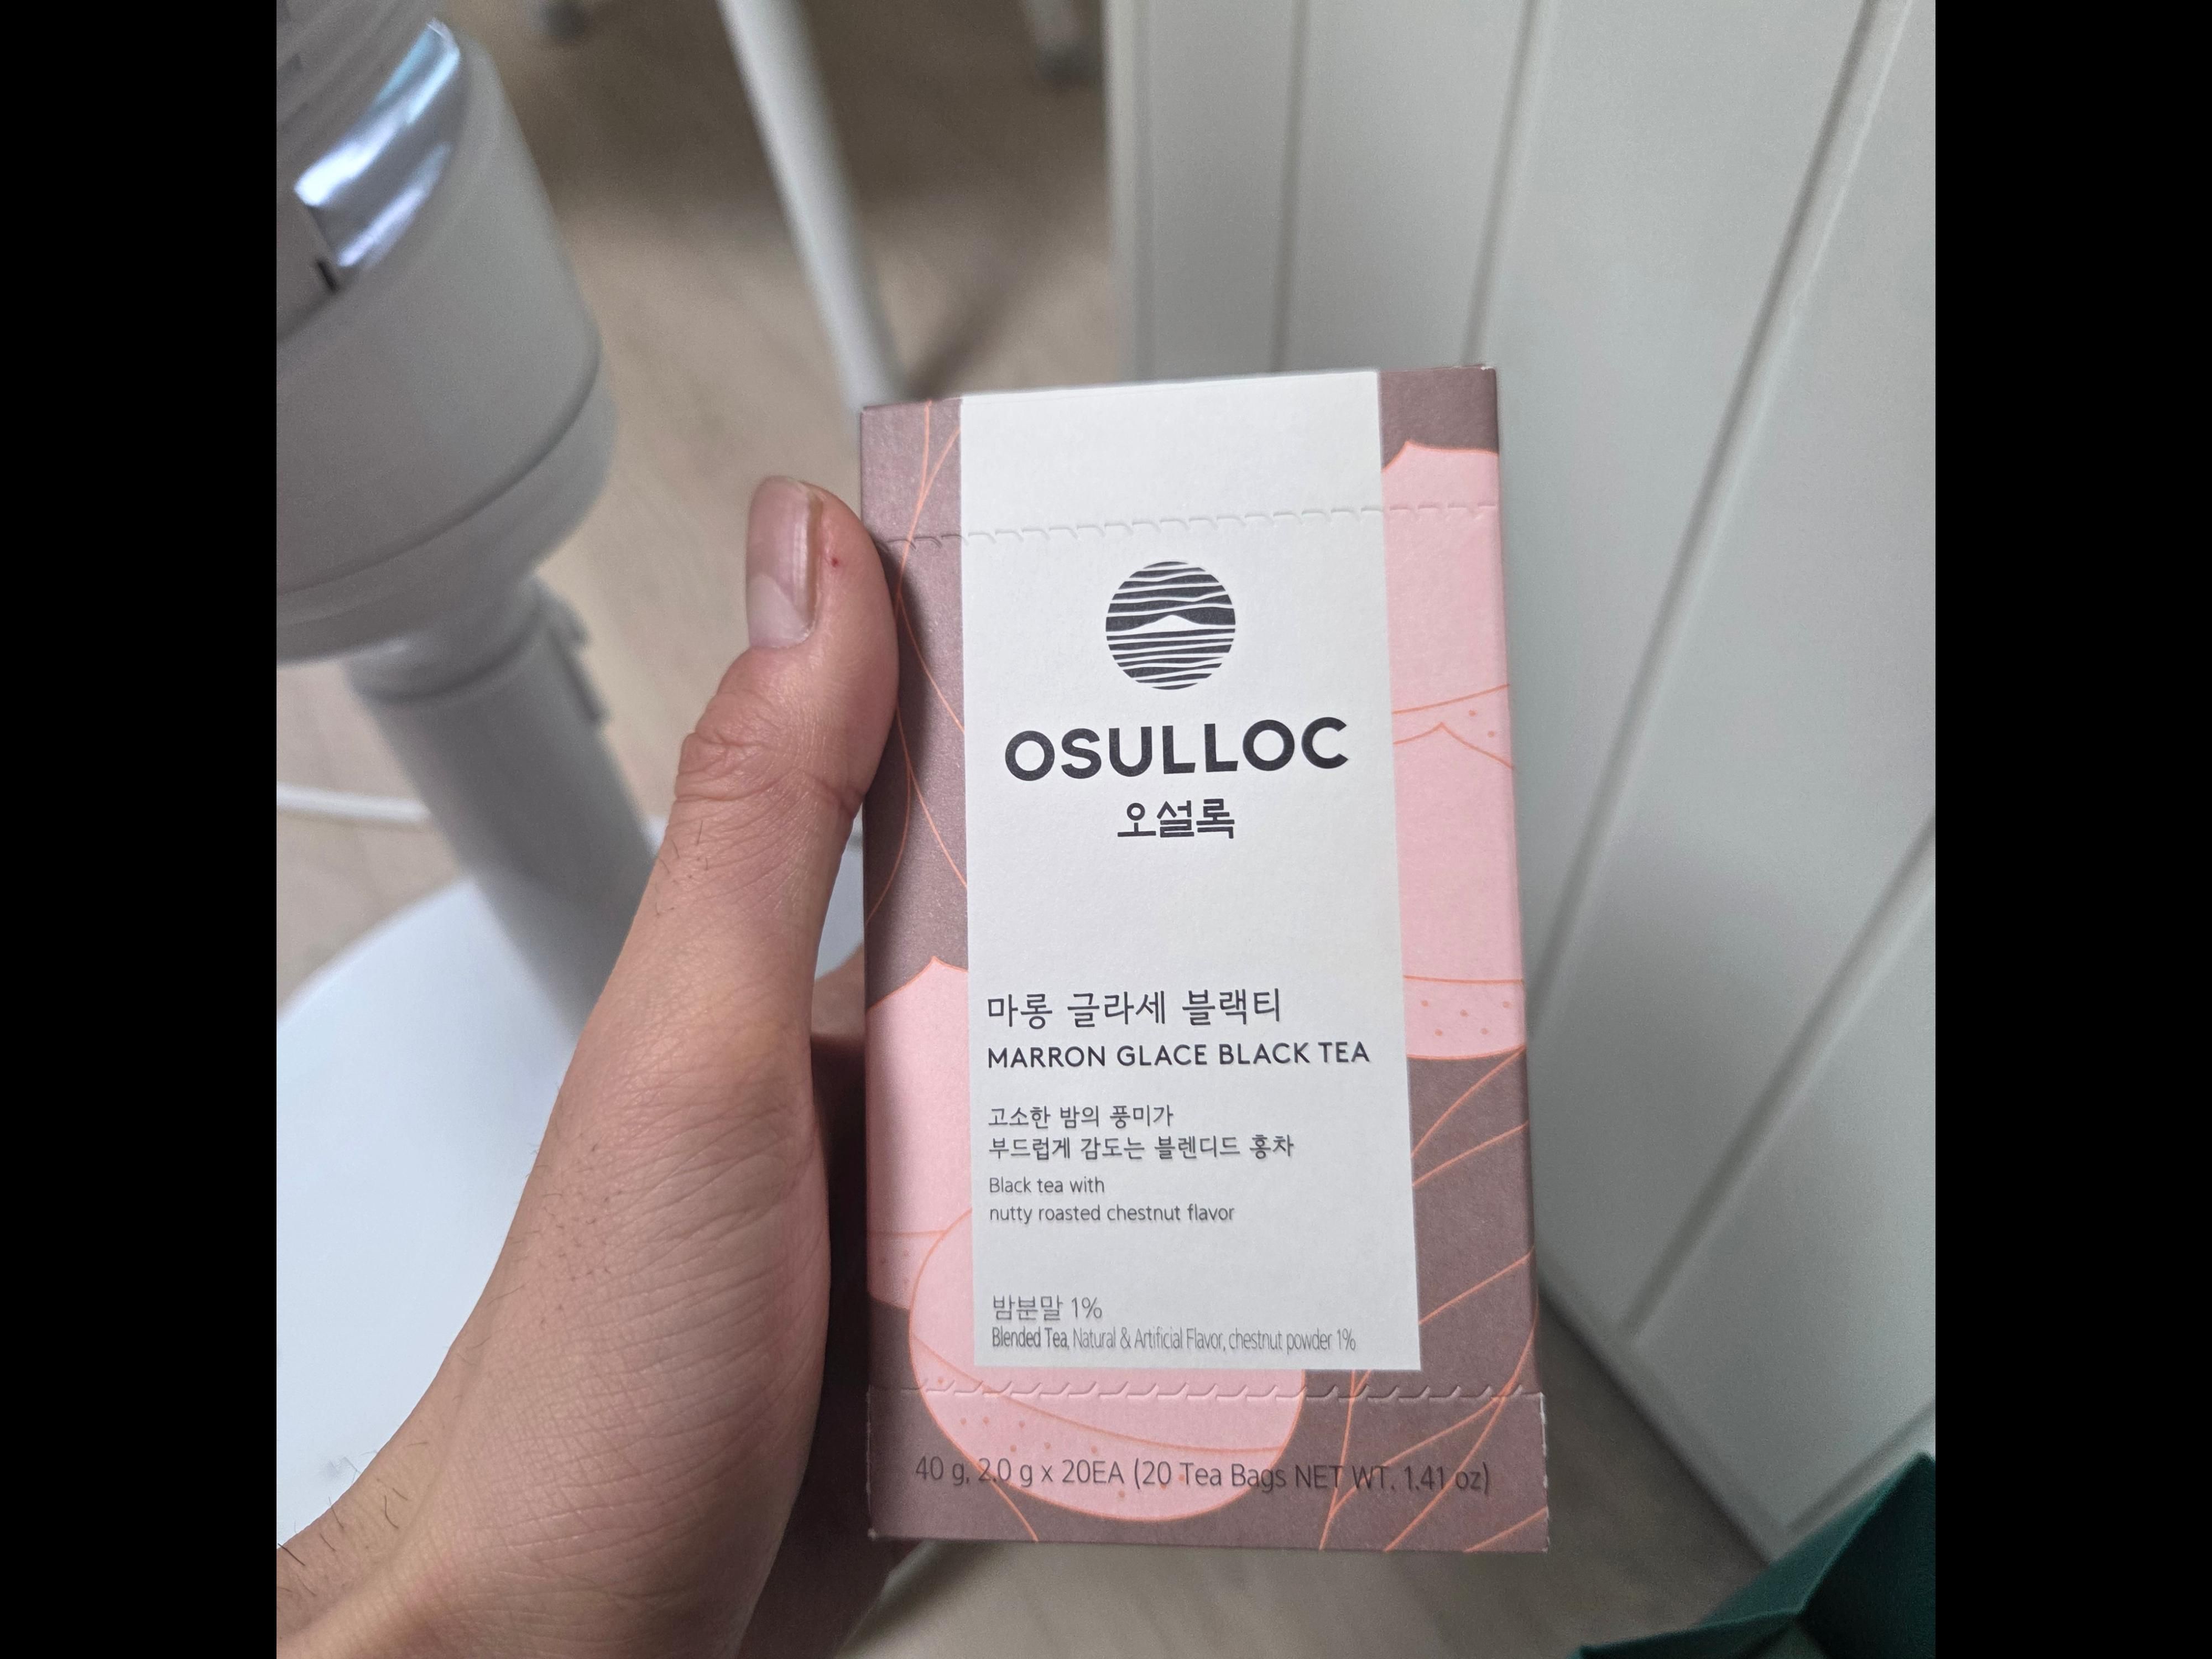 OSULLOC
오설록
마롱 글라세 블랙티
MARRON GLACE BLACK TEA
고소한 밤의 풍미가
부드럽게 감도는 블렌디드 홍차
Black tea with
nutty roasted chestnut flavor
밤분말 1%
Blended Tea, Natural & Artificial Flavor, chestnut powder 1%
40 g, 2.0 g x 20EA (20 Tea Bags NET WT. 1.41 oz)